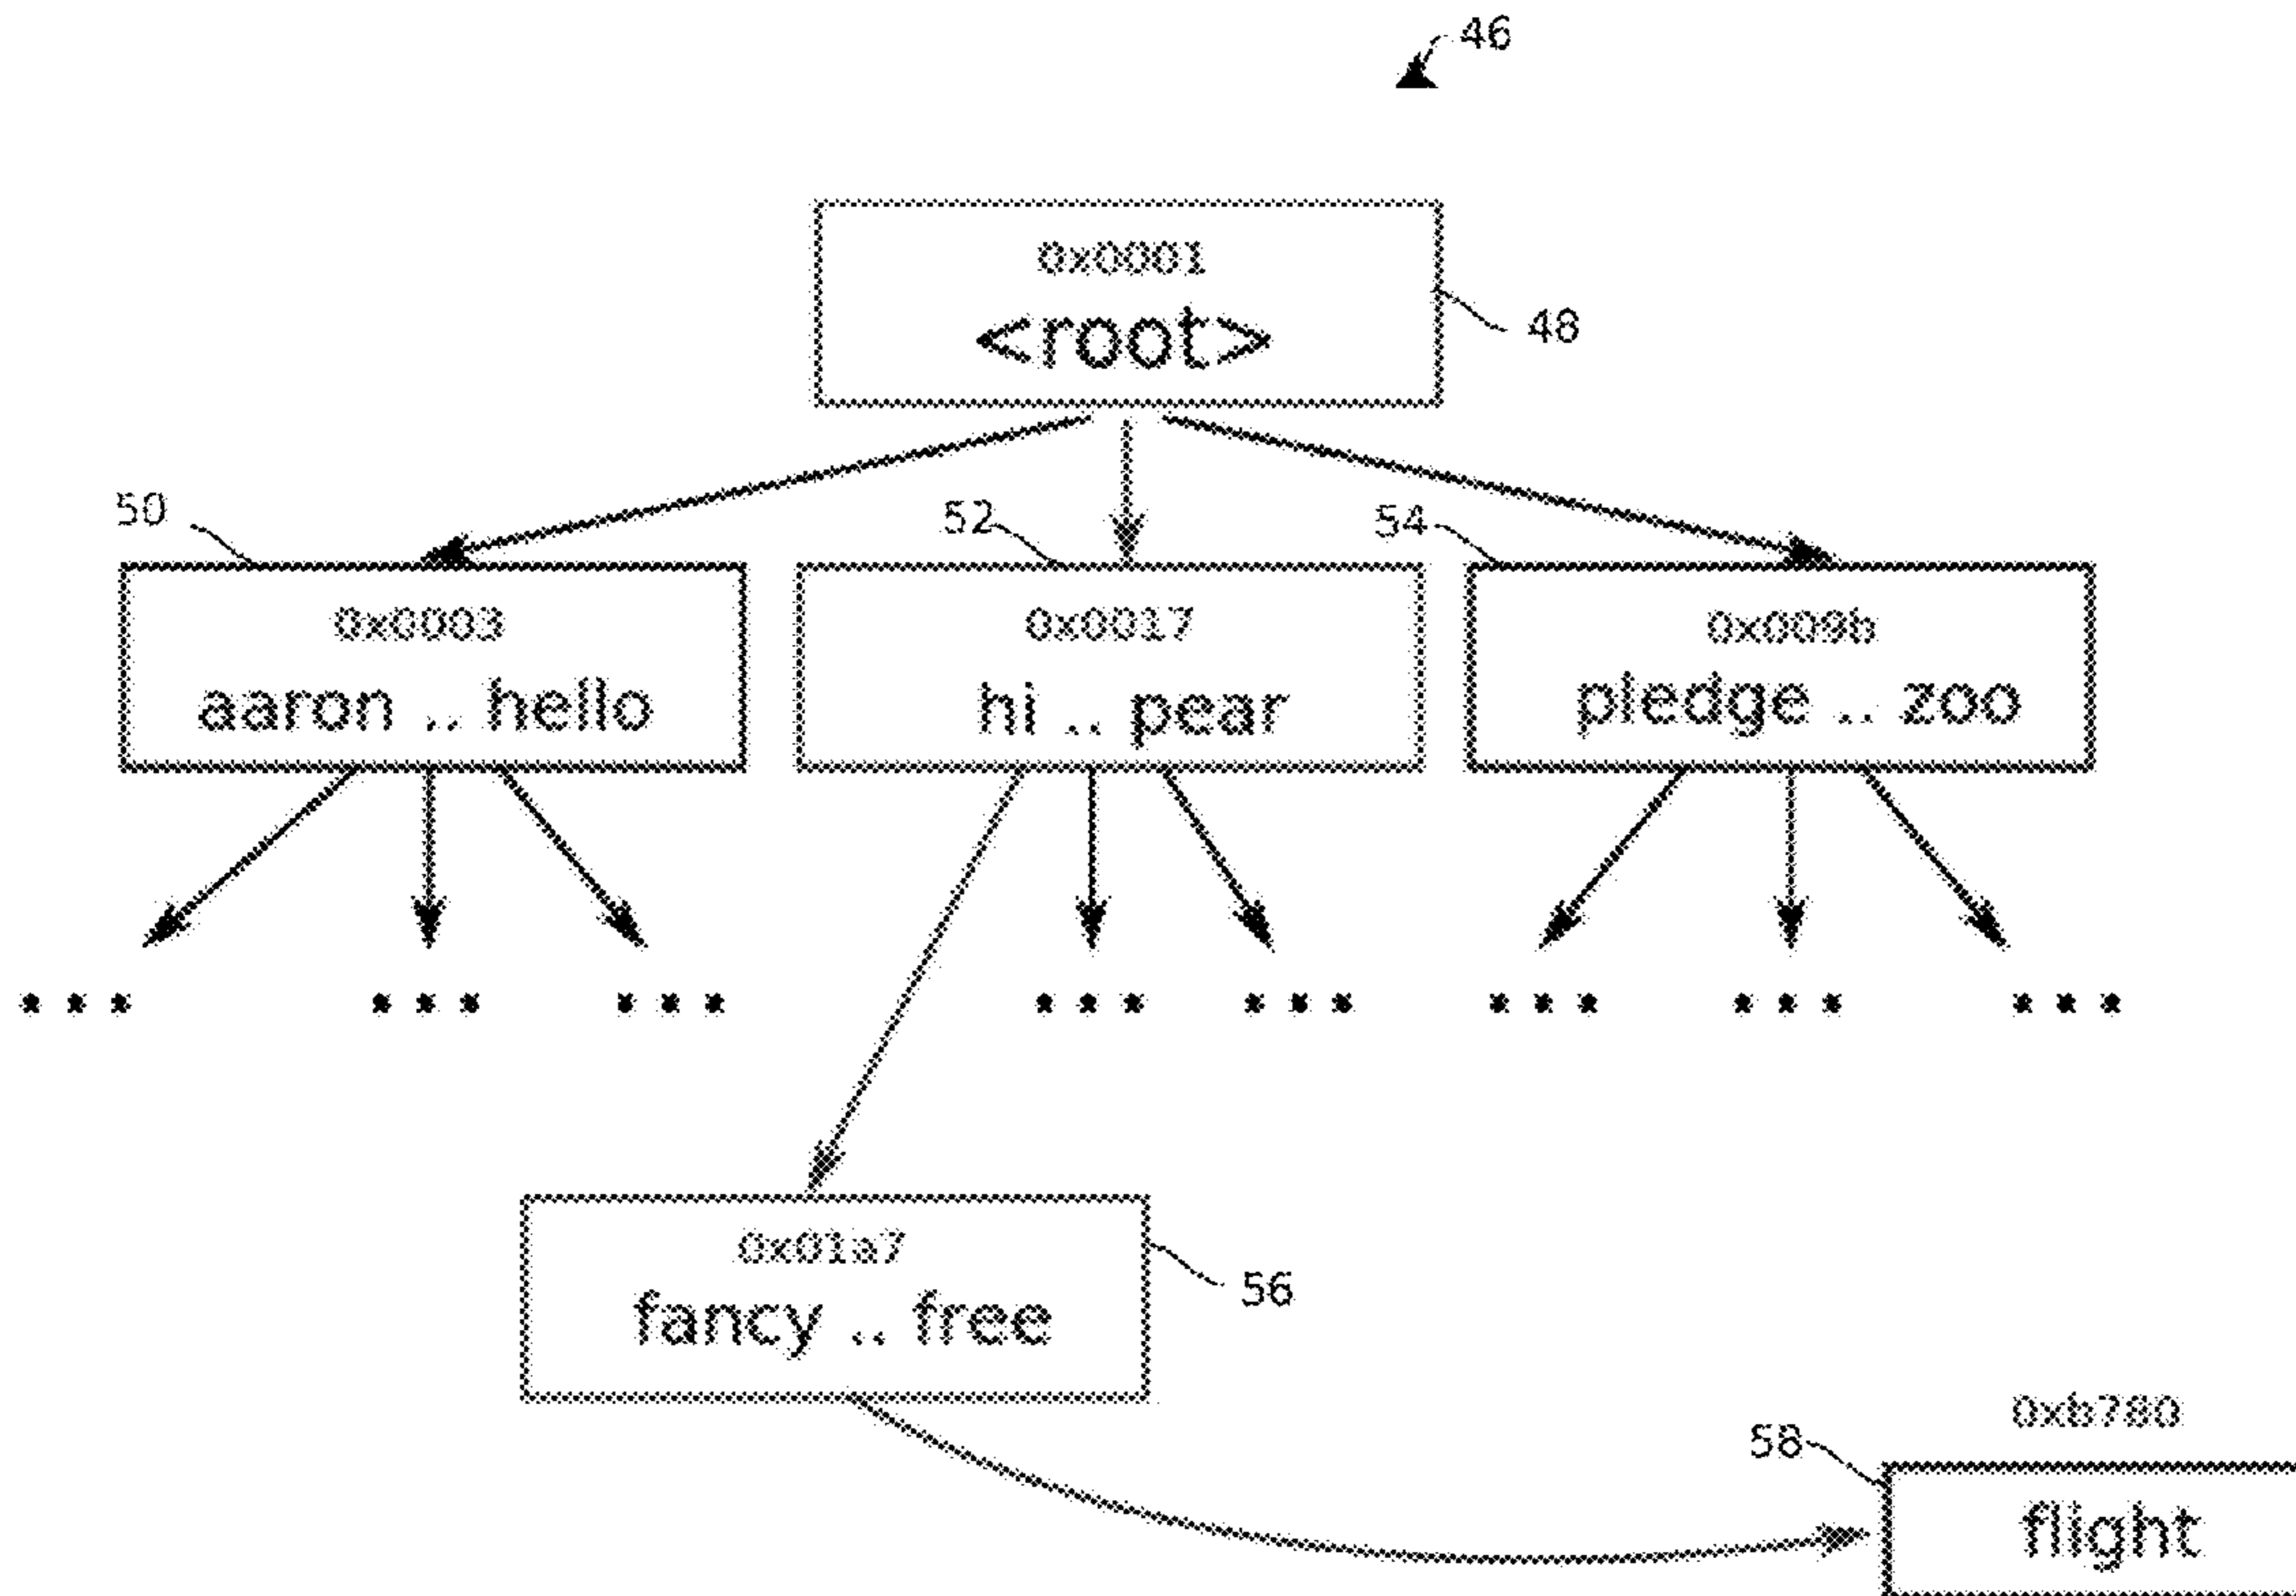 46
0x0001
<root>
48
50
52
54
0x0003
aaron .. hello
0x0017
hi .. pear
0x009b
pledge .. zoo
0x01a7
fancy .. free
56
0xb780
58
flight